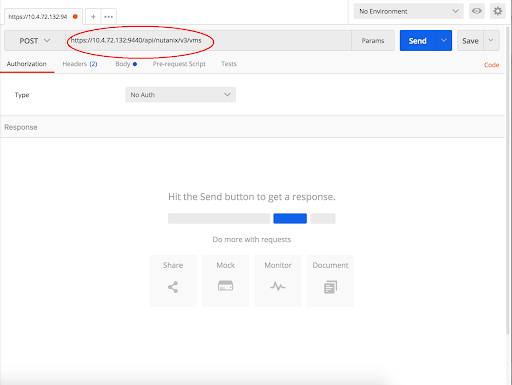 https://10.4.72.132:94
+
•••
No Environment
POST
https://10.4.72.132:9440/api/nutanix/v3/vms
Params
Send
Save
Authorization
Headers (2)
Body
Pre-request Script
Tests
Code
Type
No Auth
Response
Hit the Send button to get a response.
Do more with requests
Share
Mock
Monitor
Document